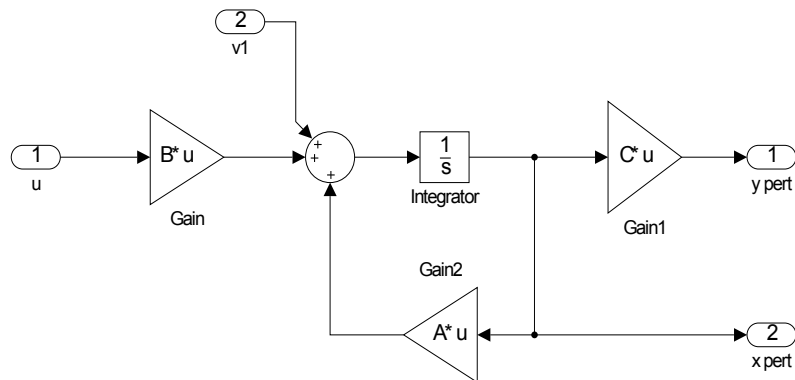 2
v1
1
u
B* u
Gain
+
+
+
1
s
Integrator
C* u
Gain1
1
y pert
Gain2
A* u
2
x pert